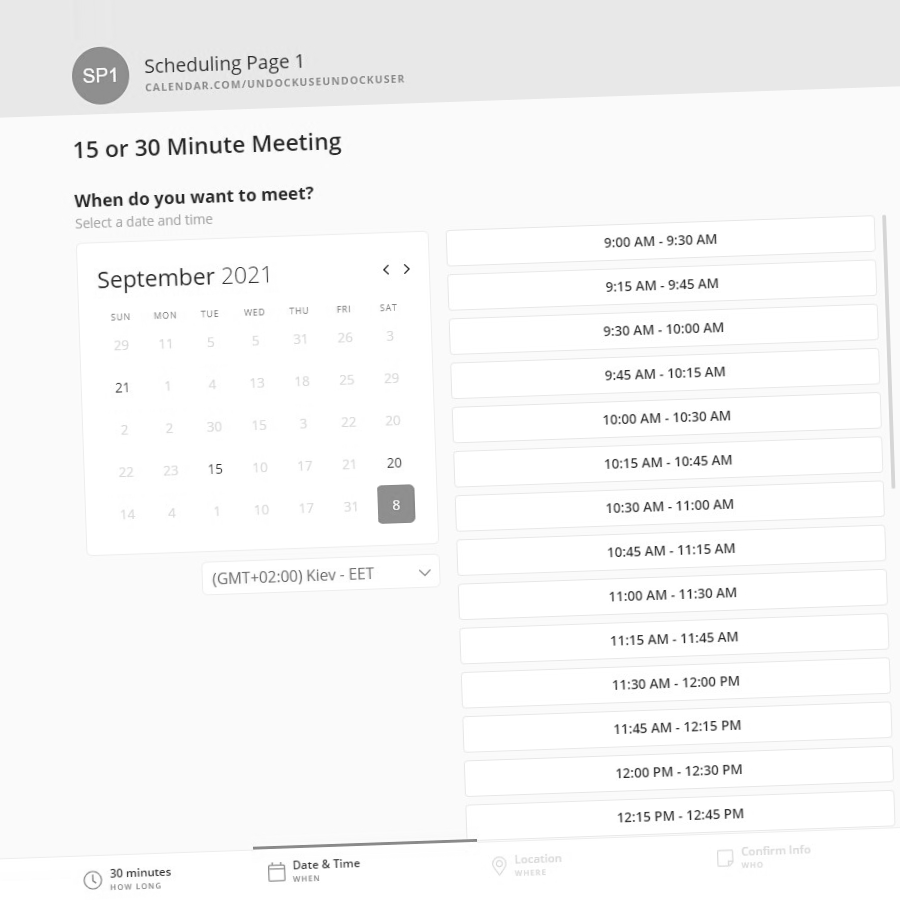 SP1
Scheduling Page 1
CALENDAR.COM/UNDOCKUSEUNDOCKUSER
15 or 30 Minute Meeting
When do you want to meet?
Select a date and time
September 2021
SUN MON TUE WED THU FRI SAT
29 11 5 5 31 26 3
21 1 4 13 18 25 29
2 2 30 15 3 22 20
22 23 15 10 17 21 20
14 4 1 10 17 31 8
(GMT+02:00) Kiev - EET
9:00 AM - 9:30 AM
9:15 AM - 9:45 AM
9:30 AM - 10:00 AM
9:45 AM - 10:15 AM
10:00 AM - 10:30 AM
10:15 AM - 10:45 AM
10:30 AM - 11:00 AM
10:45 AM - 11:15 AM
11:00 AM - 11:30 AM
11:15 AM - 11:45 AM
11:30 AM - 12:00 PM
11:45 AM - 12:15 PM
12:00 PM - 12:30 PM
12:15 PM - 12:45 PM
30 minutes
HOW LONG
Date & Time
WHEN
Location
WHERE
Confirm Info
WHO